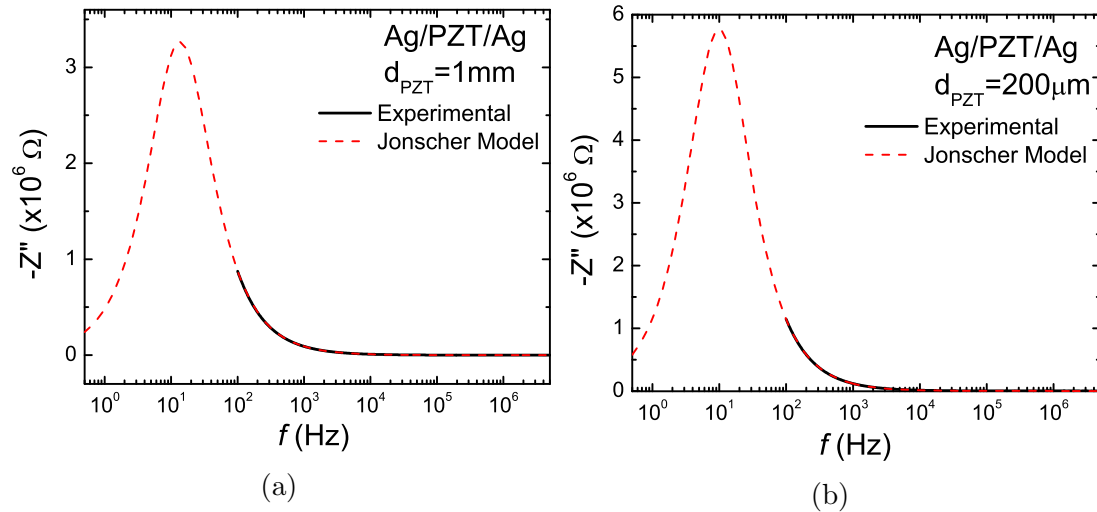 Ag/PZT/Ag
d_PZT=1mm
Experimental
Jonscher Model
3
2
1
0
-Z" (x10^6 Ω)
10^0 10^1 10^2 10^3 10^4 10^5 10^6
f (Hz)
(a)
Ag/PZT/Ag
d_PZT=200μm
Experimental
Jonscher Model
6
5
4
3
2
1
0
-Z" (x10^6 Ω)
10^0 10^1 10^2 10^3 10^4 10^5 10^6
f (Hz)
(b)